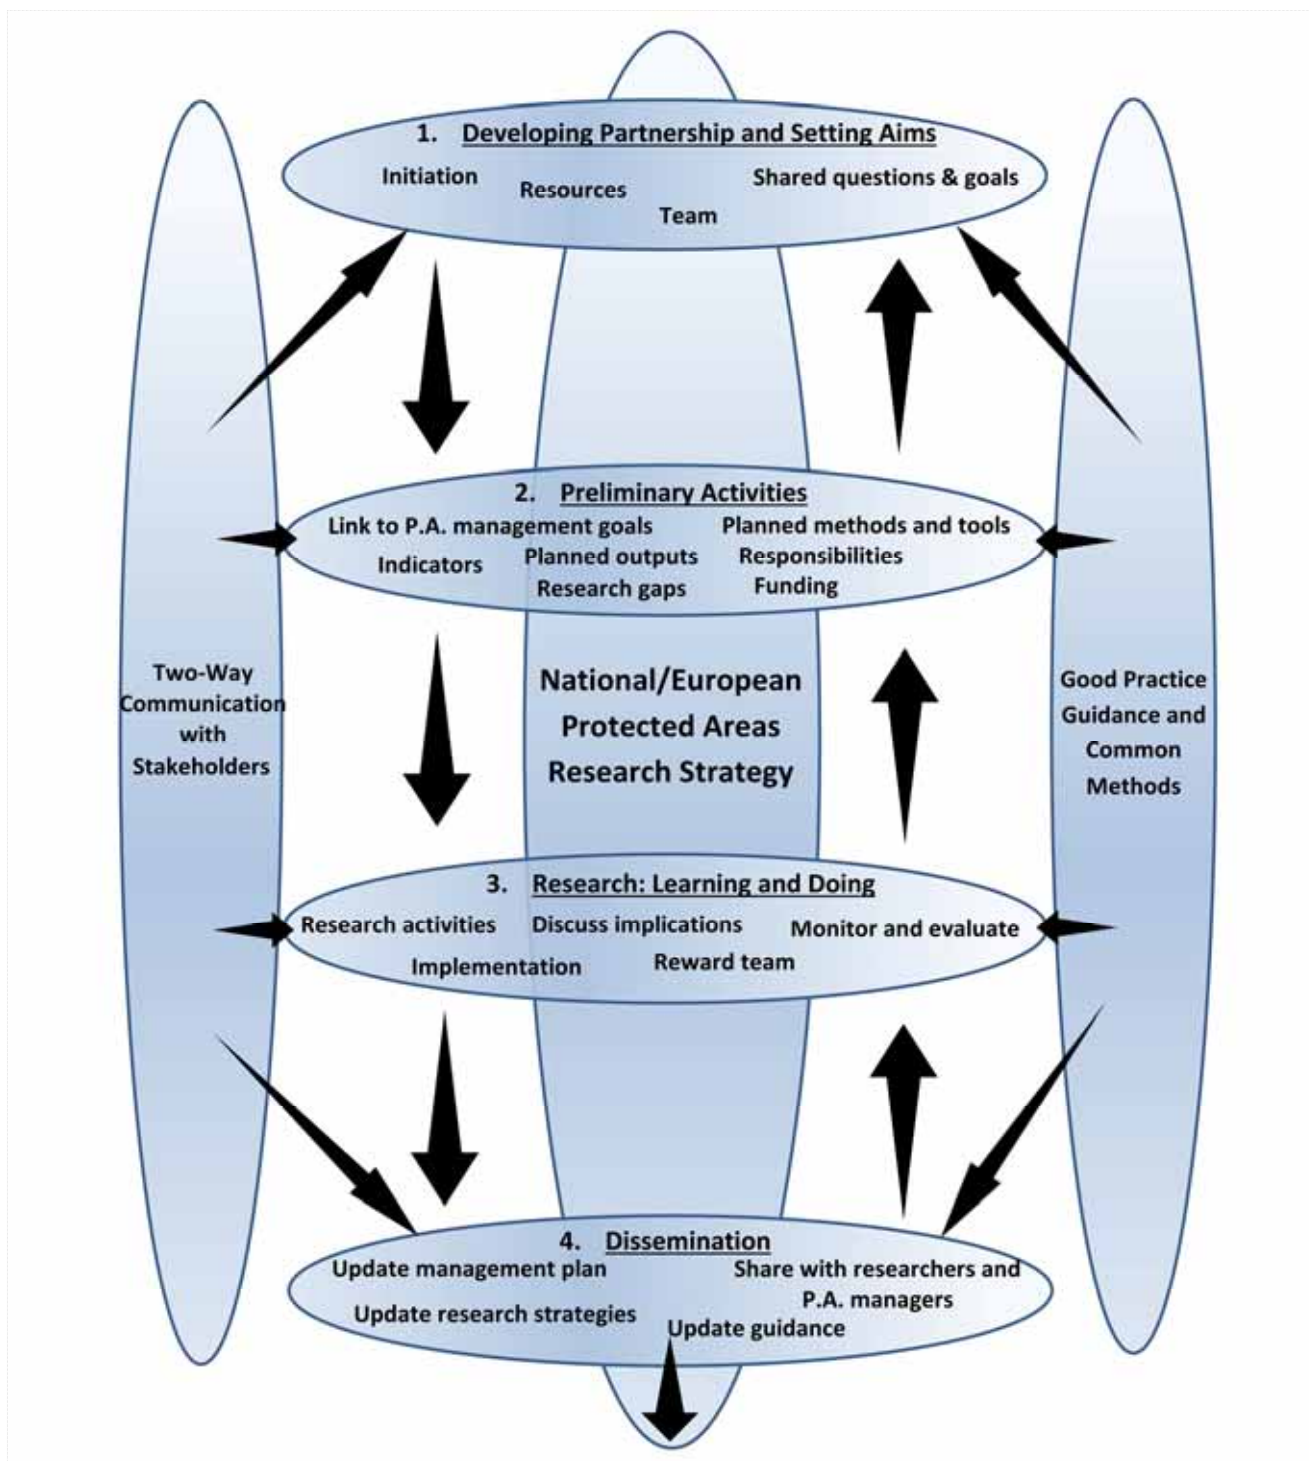 1. Developing Partnership and Setting Aims
Initiation
Resources
Shared questions & goals
Team
2. Preliminary Activities
Link to P.A. management goals
Planned methods and tools
Indicators
Planned outputs
Responsibilities
Research gaps
Funding
Two-Way
Communication
with
Stakeholders
National/European
Protected Areas
Research Strategy
Good Practice
Guidance and
Common
Methods
3. Research: Learning and Doing
Research activities
Discuss implications
Monitor and evaluate
Implementation
Reward team
4. Dissemination
Update management plan
Share with researchers and
P.A. managers
Update research strategies
Update guidance